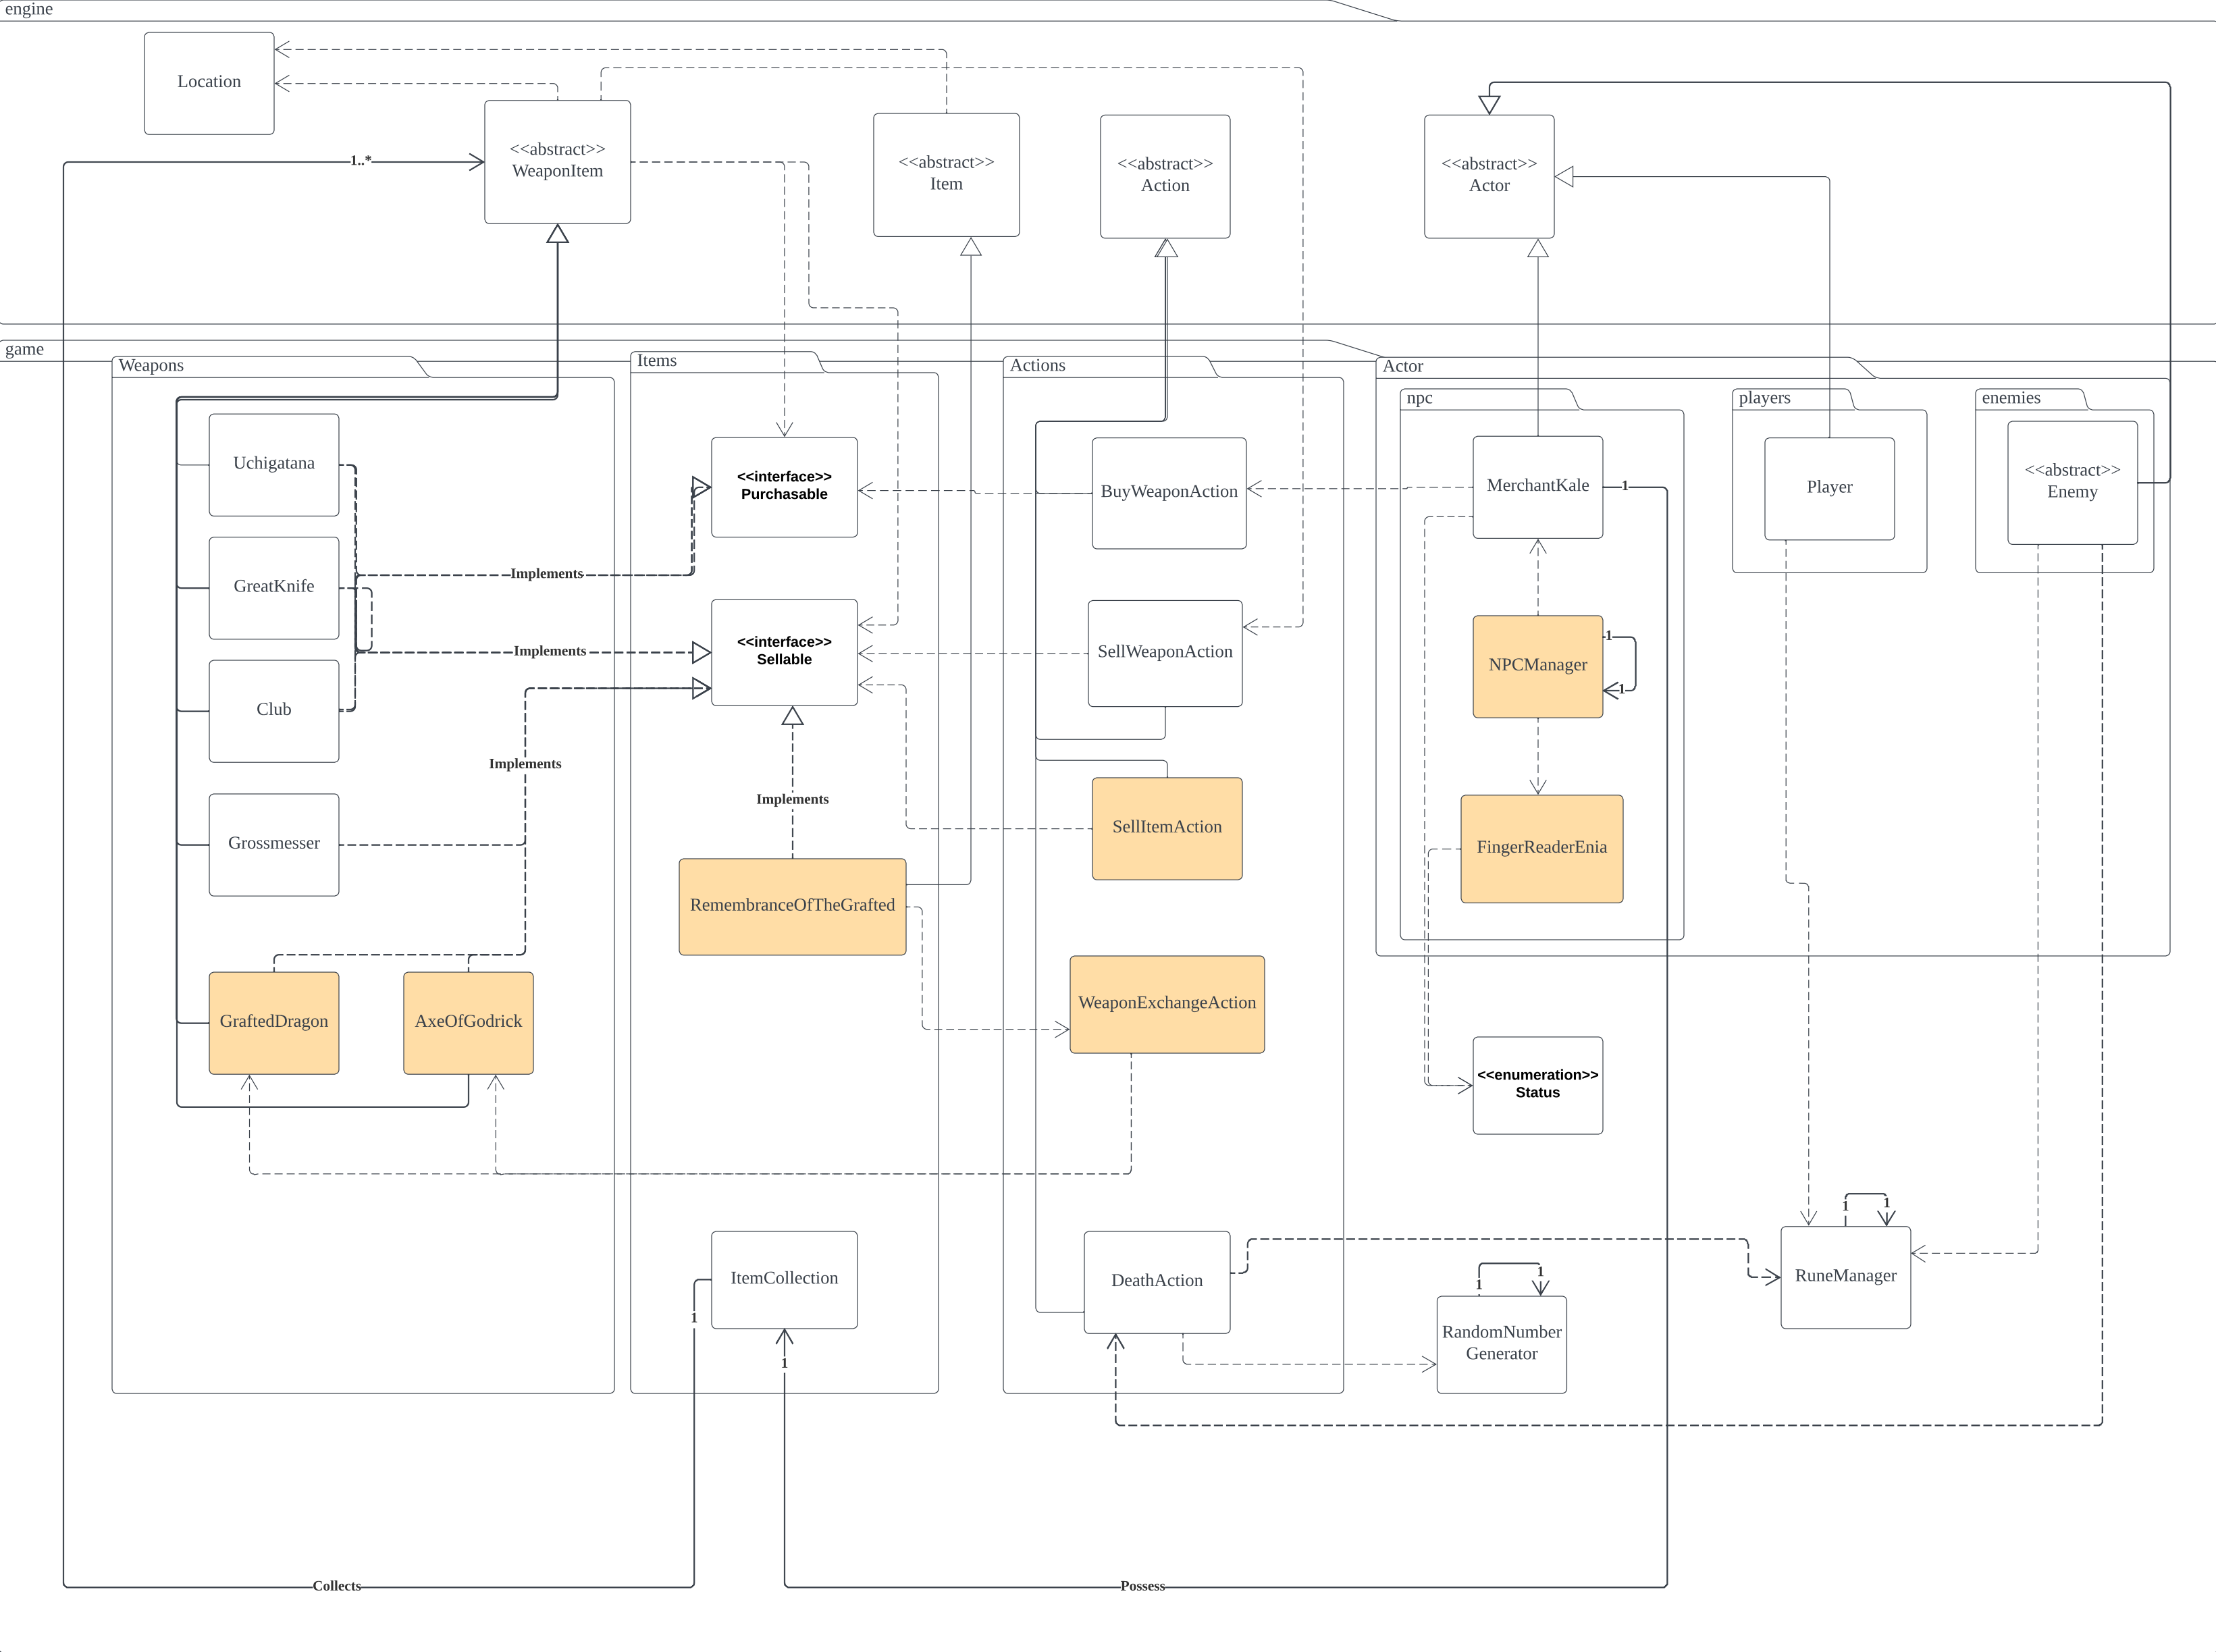 engine
Location
<<abstract>>
WeaponItem
<<abstract>>
Item
<<abstract>>
Action
<<abstract>>
Actor
1..*
game
Weapons
Items
Actions
Actor
npc
players
enemies
Uchigatana
<<interface>>
Purchasable
BuyWeaponAction
MerchantKale
1
Player
<<abstract>>
Enemy
GreatKnife
Implements
Club
Implements
<<interface>>
Sellable
SellWeaponAction
NPCManager
1
1
Implements
Implements
Grossmesser
SellItemAction
FingerReaderEnia
RemembranceOfTheGrafted
WeaponExchangeAction
GraftedDragon
AxeOfGodrick
<<enumeration>>
Status
1
1
ItemCollection
DeathAction
RuneManager
1
1
1
RandomNumber
Generator
1
Collects
Possess